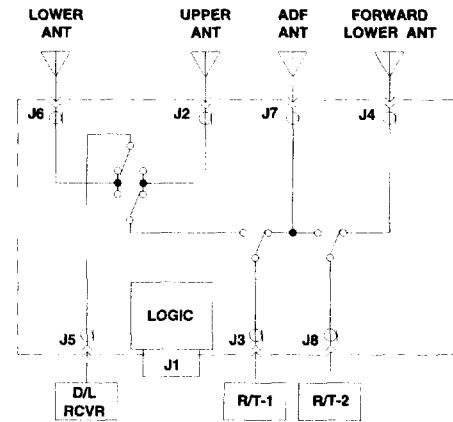 LOWER ANT
UPPER ANT
ADF ANT
FORWARD LOWER ANT
J6
J2
J7
J4
LOGIC
J5
J1
J3
J8
D/L RCVR
R/T-1
R/T-2